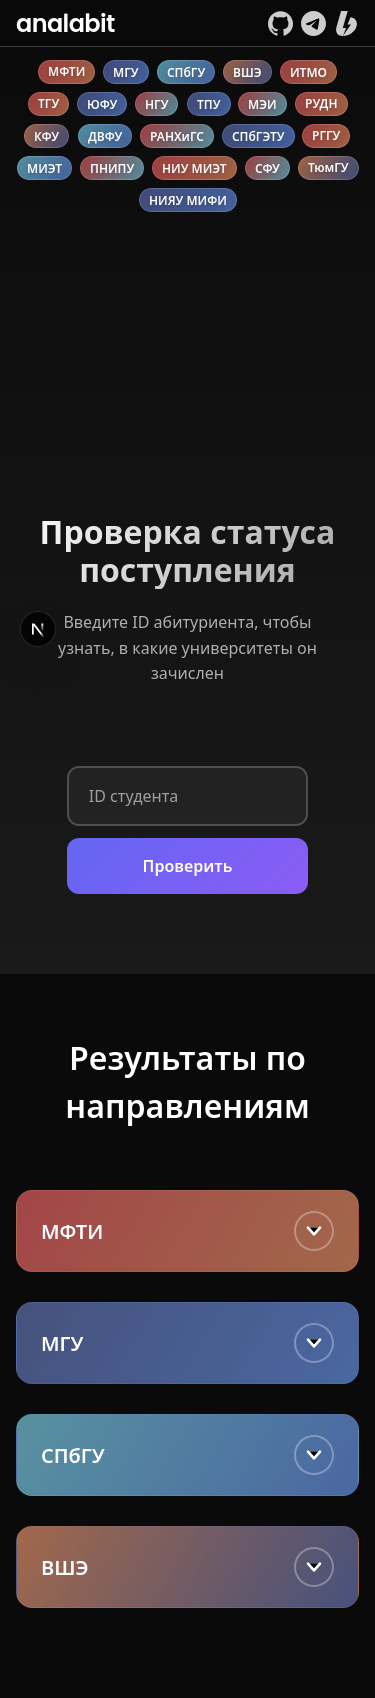 analabit
МФТИ МГУ СПбГУ ВШЭ ИТМО
ТГУ ЮФУ НГУ ТПУ МЭИ РУДН
КФУ ДВФУ РАНХиГС СПбГЭТУ РГГУ
МИЭТ ПНИПУ НИУ МИЭТ СФУ ТюмГУ
НИЯУ МИФИ
Проверка статуса
поступления
Введите ID абитуриента, чтобы
узнать, в какие университеты он
зачислен
ID студента
Проверить
Результаты по
направлениям
МФТИ
МГУ
СПбГУ
ВШЭ